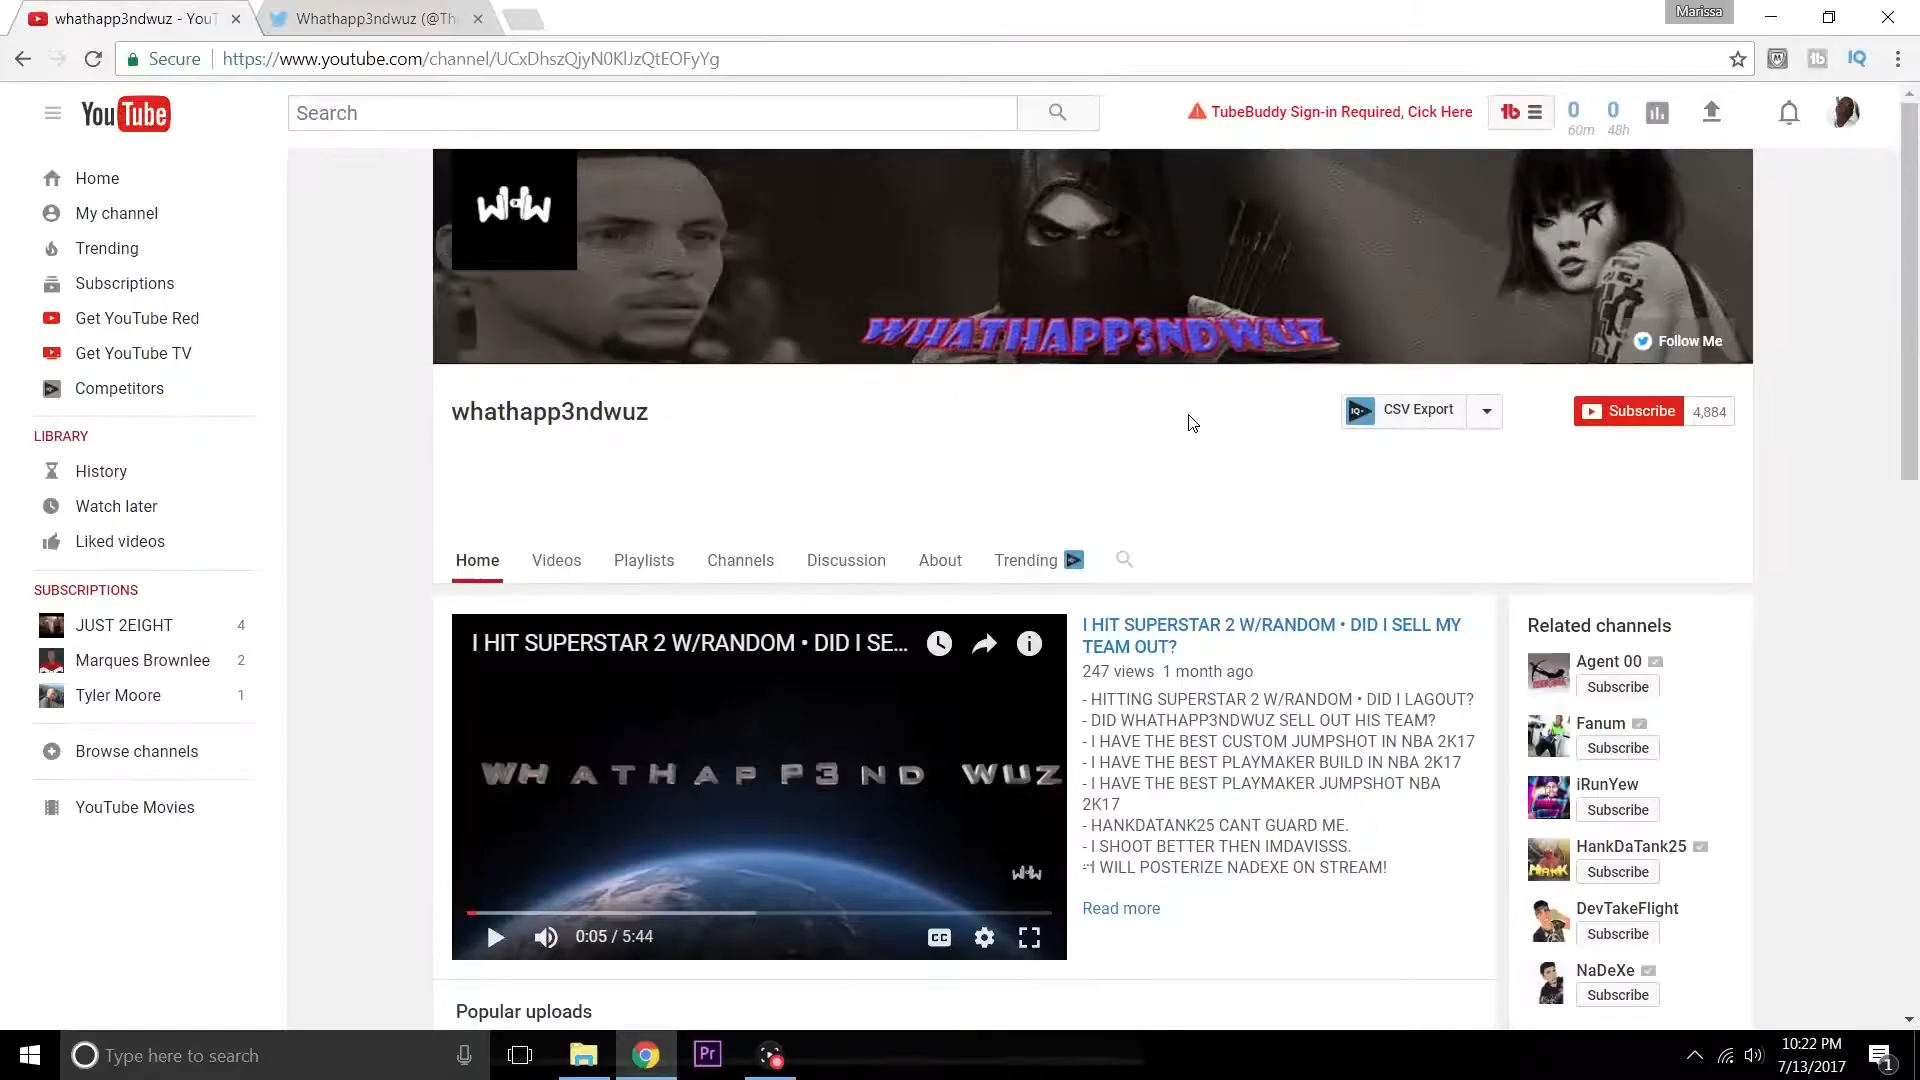 whathapp3ndwuz - YouT
Whathapp3ndwuz (@Th
Marissa
Secure
https://www.youtube.com/channel/UCxDhszQjyN0KlJzQtEOFyYg
IQ
YouTube
Search
TubeBuddy Sign-in Required, Cick Here
0 0
60m 48h
Home
My channel
Trending
Subscriptions
Get YouTube Red
Get YouTube TV
Competitors
LIBRARY
History
Watch later
Liked videos
SUBSCRIPTIONS
JUST 2EIGHT 4
Marques Brownlee 2
Tyler Moore 1
Browse channels
YouTube Movies
WHATHAPP3NDWUZ
Follow Me
whathapp3ndwuz
CSV Export
Subscribe 4,884
Home Videos Playlists Channels Discussion About Trending
I HIT SUPERSTAR 2 W/RANDOM • DID I SE...
WHATHAPP3NDWUZ
0:05 / 5:44
CC
I HIT SUPERSTAR 2 W/RANDOM • DID I SELL MY
TEAM OUT?
247 views 1 month ago
- HITTING SUPERSTAR 2 W/RANDOM • DID I LAGOUT?
- DID WHATHAPP3NDWUZ SELL OUT HIS TEAM?
- I HAVE THE BEST CUSTOM JUMPSHOT IN NBA 2K17
- I HAVE THE BEST PLAYMAKER BUILD IN NBA 2K17
- I HAVE THE BEST PLAYMAKER JUMPSHOT NBA
2K17
- HANKDATANK25 CANT GUARD ME.
- I SHOOT BETTER THEN IMDAVISSS.
- I WILL POSTERIZE NADEXE ON STREAM!
Read more
Popular uploads
Related channels
Agent 00
Subscribe
Fanum
Subscribe
iRunYew
Subscribe
HankDaTank25
Subscribe
DevTakeFlight
Subscribe
NaDeXe
Subscribe
Type here to search
Pr
10:22 PM
7/13/2017
1